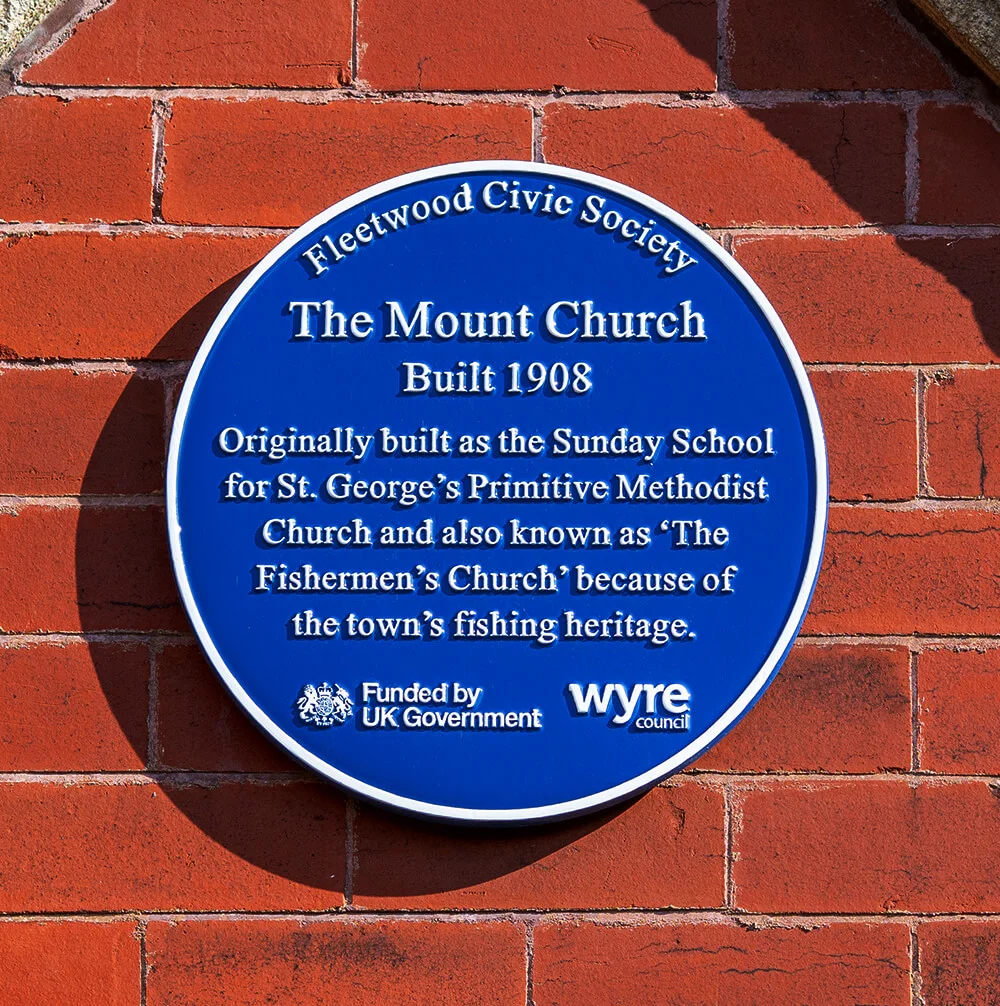 Fleetwood Civic Society
The Mount Church
Built 1908
Originally built as the Sunday School
for St. George's Primitive Methodist
Church and also known as ‘The
Fishermen’s Church’ because of
the town’s fishing heritage.
Funded by
UK Government
wyre
council